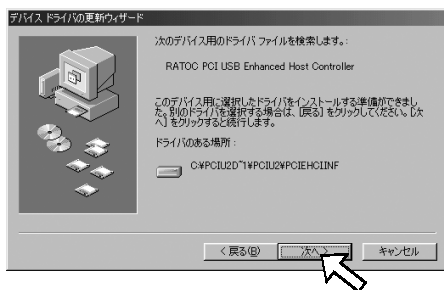 デバイス ドライバの更新ウィザード
次のデバイス用のドライバ ファイルを検索します。:
RATOC PCI USB Enhanced Host Controller
このデバイス用に選択したドライバをインストールする準備ができまし
た。別のドライバを選択する場合は、[戻る] をクリックしてください。[次
へ] をクリックすると続行します。
ドライバのある場所 :
C:¥PCIU2D~1¥PCIU2¥PCIEHCI.INF
< 戻る(B)
次へ >
キャンセル